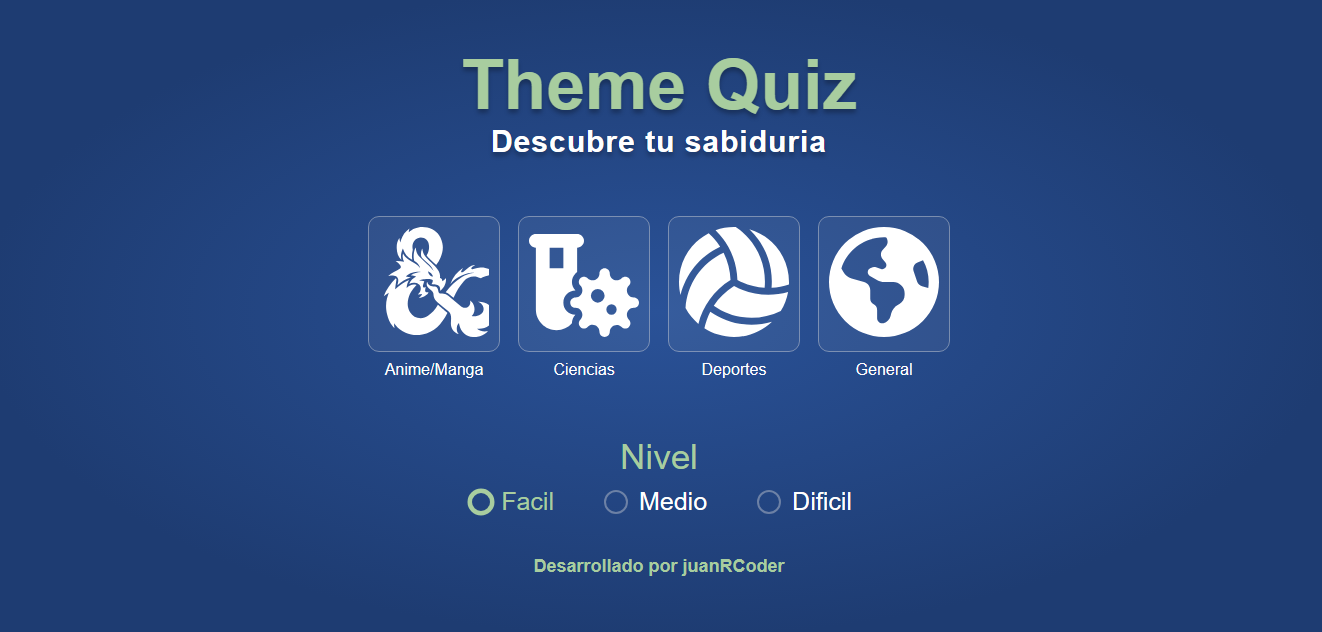 Theme Quiz
Descubre tu sabiduria
Anime/Manga Ciencias Deportes General
Nivel
Facil Medio Dificil
Desarrollado por juanRCoder